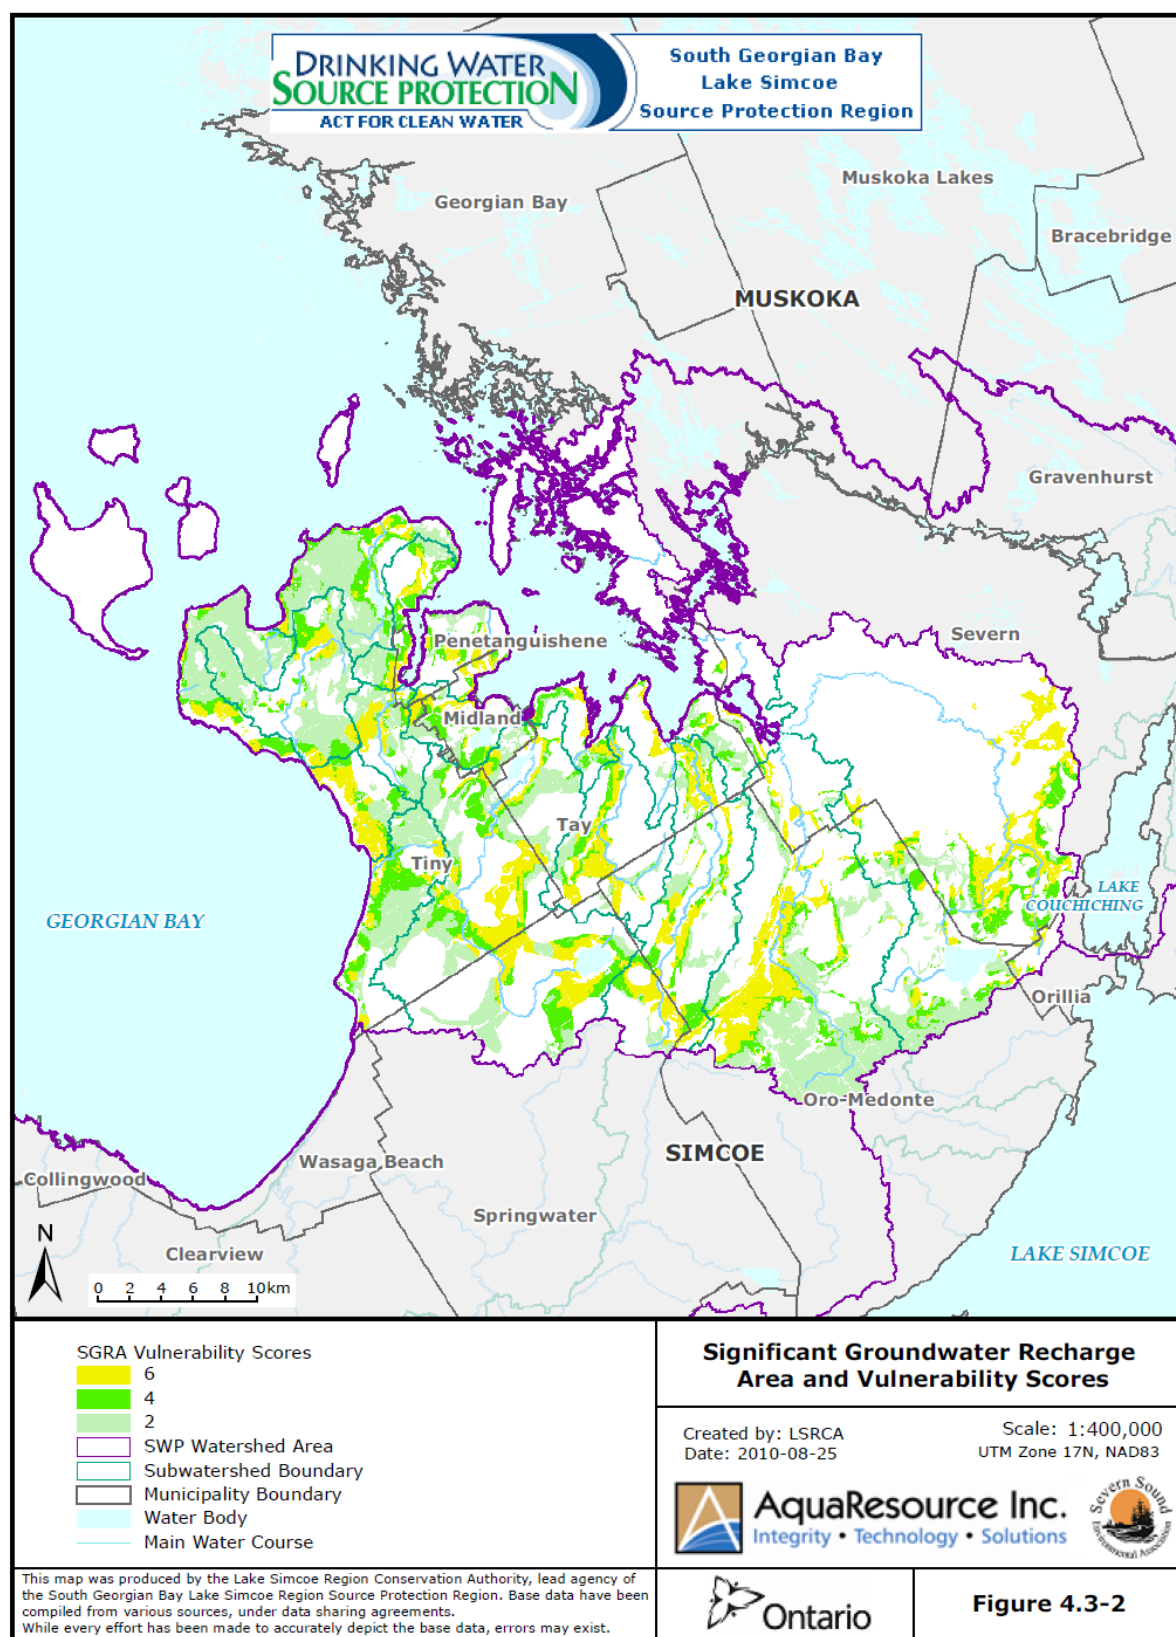 DRINKING WATER
SOURCE PROTECTION
ACT FOR CLEAN WATER
South Georgian Bay
Lake Simcoe
Source Protection Region
Muskoka Lakes
Georgian Bay
Bracebridge
MUSKOKA
Gravenhurst
Severn
Penetanguishene
Midland
Tay
Tiny
LAKE
COUCHICHING
GEORGIAN BAY
Orillia
Oro-Medonte
SIMCOE
Wasaga Beach
Collingwood
Springwater
Clearview
LAKE SIMCOE
N
0 2 4 6 8 10km
SGRA Vulnerability Scores
6
4
2
SWP Watershed Area
Subwatershed Boundary
Municipality Boundary
Water Body
Main Water Course
Significant Groundwater Recharge
Area and Vulnerability Scores
Created by: LSRCA
Date: 2010-08-25
Scale: 1:400,000
UTM Zone 17N, NAD83
AquaResource Inc.
Integrity • Technology • Solutions
Severn Sound
Environmental Association
This map was produced by the Lake Simcoe Region Conservation Authority, lead agency of
the South Georgian Bay Lake Simcoe Region Source Protection Region. Base data have been
compiled from various sources, under data sharing agreements.
While every effort has been made to accurately depict the base data, errors may exist.
Ontario
Figure 4.3-2